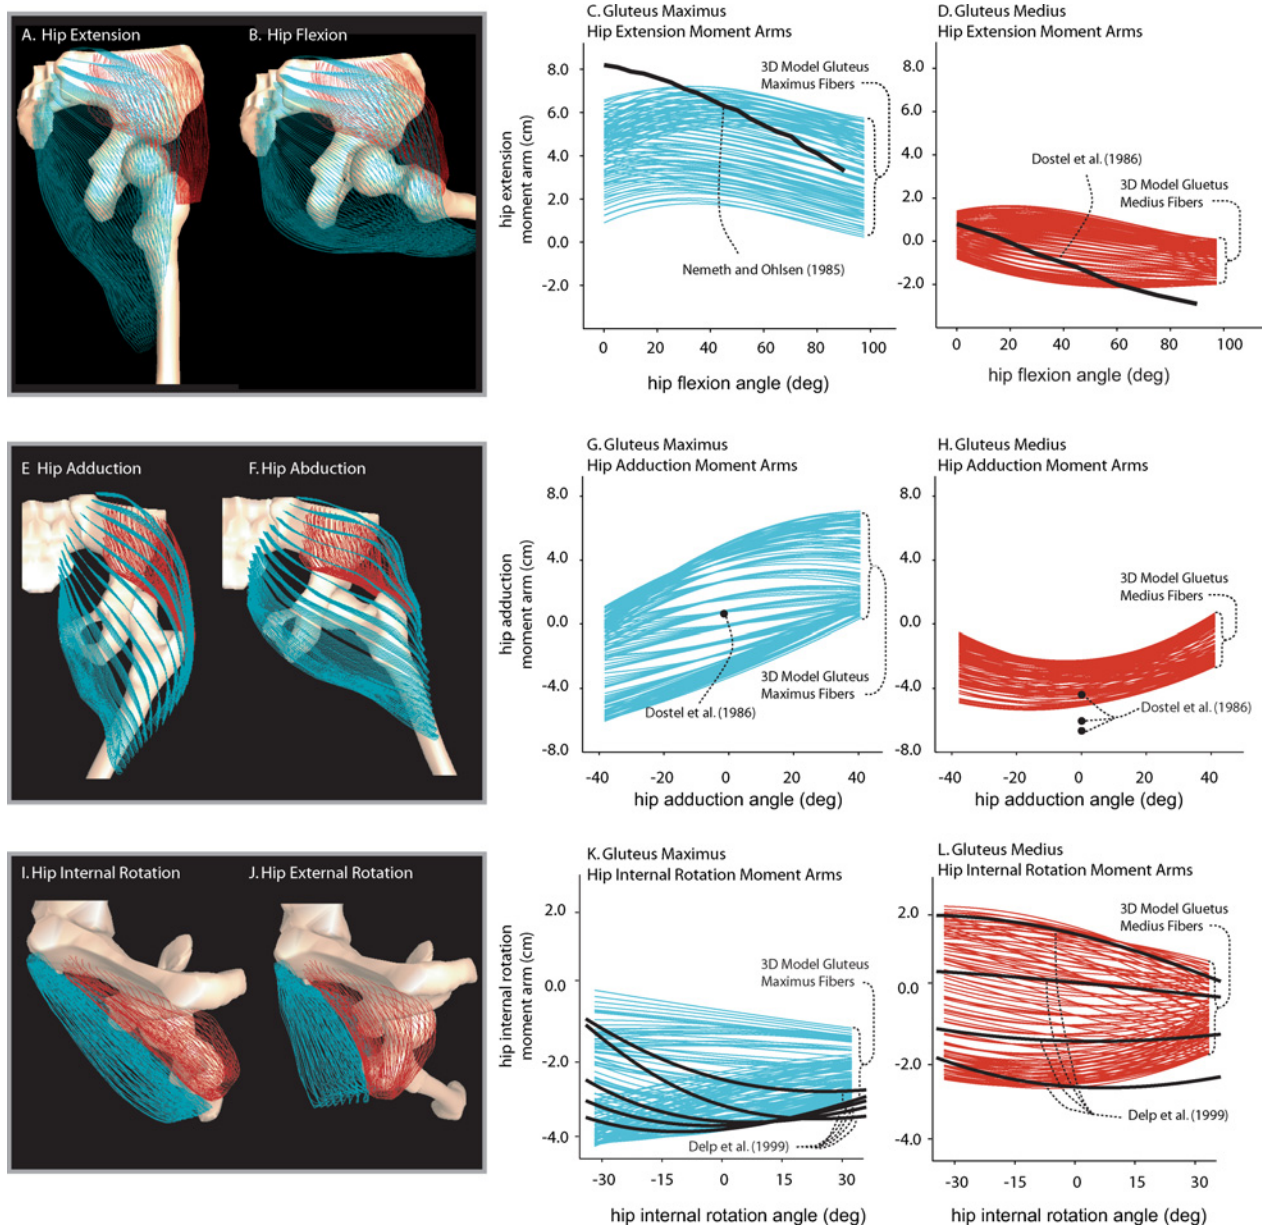 A. Hip Extension
B. Hip Flexion
C. Gluteus Maximus
Hip Extension Moment Arms
8.0
6.0
4.0
2.0
0.0
-2.0
hip extension
moment arm (cm)
3D Model Gluteus
Maximus Fibers
Nemeth and Ohlsen (1985)
0 20 40 60 80 100
hip flexion angle (deg)
D. Gluteus Medius
Hip Extension Moment Arms
8.0
6.0
4.0
2.0
0.0
-2.0
Dostel et al. (1986)
3D Model Gluetus
Medius Fibers
0 20 40 60 80 100
hip flexion angle (deg)
E Hip Adduction
F. Hip Abduction
G. Gluteus Maximus
Hip Adduction Moment Arms
8.0
4.0
0.0
-4.0
-8.0
hip adduction
moment arm (cm)
3D Model Gluteus
Maximus Fibers
Dostel et al. (1986)
-40 -20 0 20 40
hip adduction angle (deg)
H. Gluteus Medius
Hip Adduction Moment Arms
8.0
4.0
0.0
-4.0
-8.0
3D Model Gluetus
Medius Fibers
Dostel et al. (1986)
-40 -20 0 20 40
hip adduction angle (deg)
I. Hip Internal Rotation
J. Hip External Rotation
K. Gluteus Maximus
Hip Internal Rotation Moment Arms
2.0
0.0
-2.0
-4.0
hip internal rotation
moment arm (cm)
3D Model Gluteus
Maximus Fibers
Delp et al. (1999)
-30 -15 0 15 30
hip internal rotation angle (deg)
L. Gluteus Medius
Hip Internal Rotation Moment Arms
2.0
0.0
-2.0
-4.0
3D Model Gluetus
Medius Fibers
Delp et al. (1999)
-30 -15 0 15 30
hip internal rotation angle (deg)